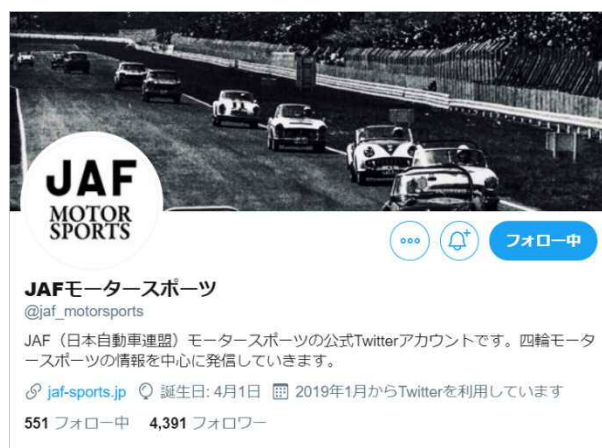 JAF
MOTOR
SPORTS
フォロー中
JAFモータースポーツ
@jaf_motorsports
JAF（日本自動車連盟）モータースポーツの公式Twitterアカウントです。四輪モータ
ースポーツの情報を中心に発信していきます。
jaf-sports.jp 誕生日: 4月1日 2019年1月からTwitterを利用しています
551 フォロー中 4,391 フォロワー